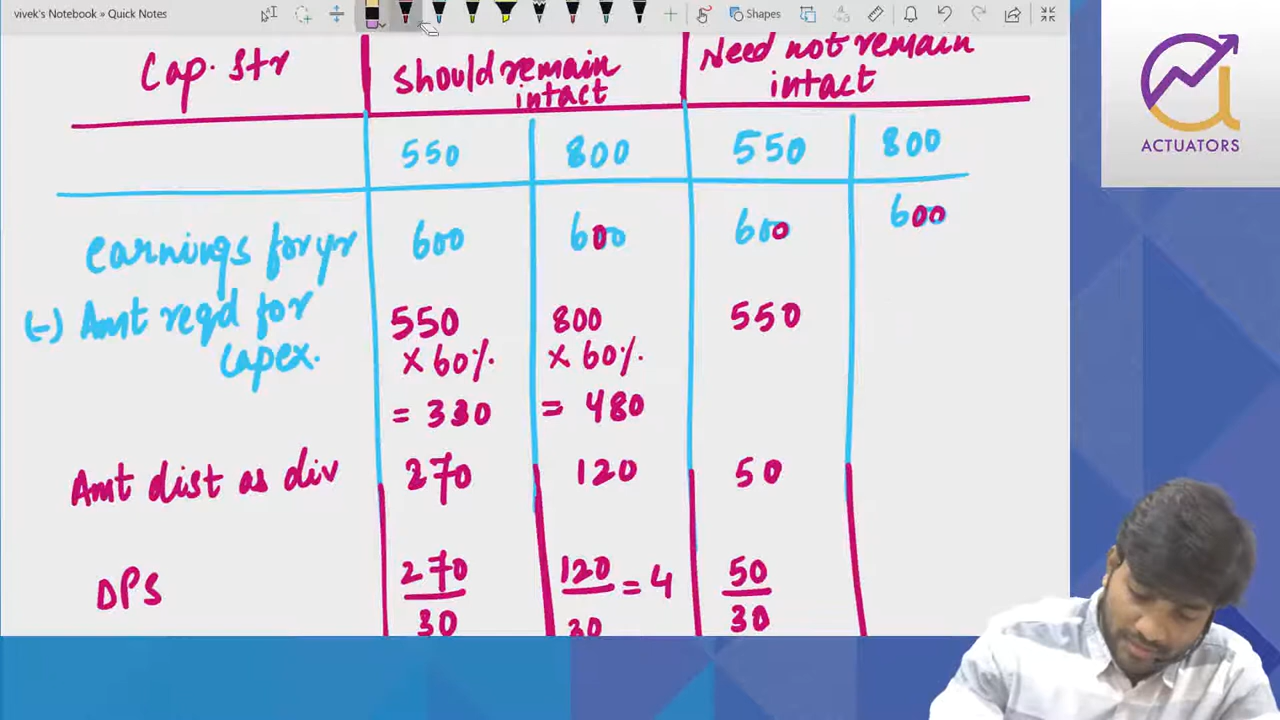 vivek's Notebook » Quick Notes
Shapes
Cap. Str
Should remain intact
Need not remain intact
ACTUATORS
550 800 550 800
earnings for yr 600 600 600 600
(-) Amt reqd for capex. 550 800 550
× 60% × 60%
= 330 = 480
Amt dist as div 270 120 50
DPS 270/30 120/30 = 4 50/30